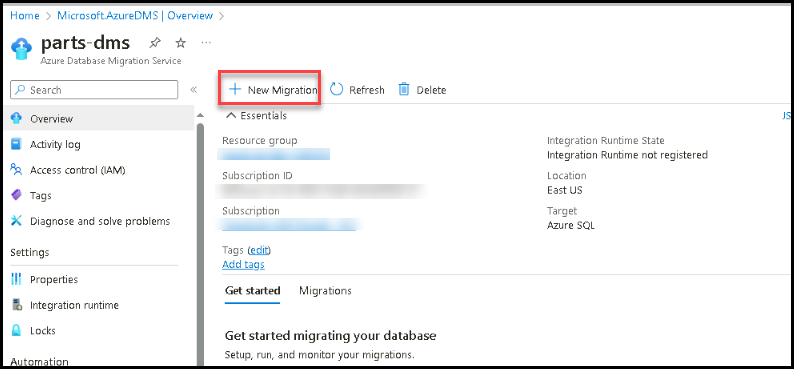 Home > Microsoft.AzureDMS | Overview >
parts-dms
Azure Database Migration Service
Search
Overview
Activity log
Access control (IAM)
Tags
Diagnose and solve problems
Settings
Properties
Integration runtime
Locks
Automation
+ New Migration Refresh Delete
Essentials
JS
Resource group
Integration Runtime State
Integration Runtime not registered
Subscription ID
Location
East US
Subscription
Target
Azure SQL
Tags (edit)
Add tags
Get started Migrations
Get started migrating your database
Setup, run, and monitor your migrations.